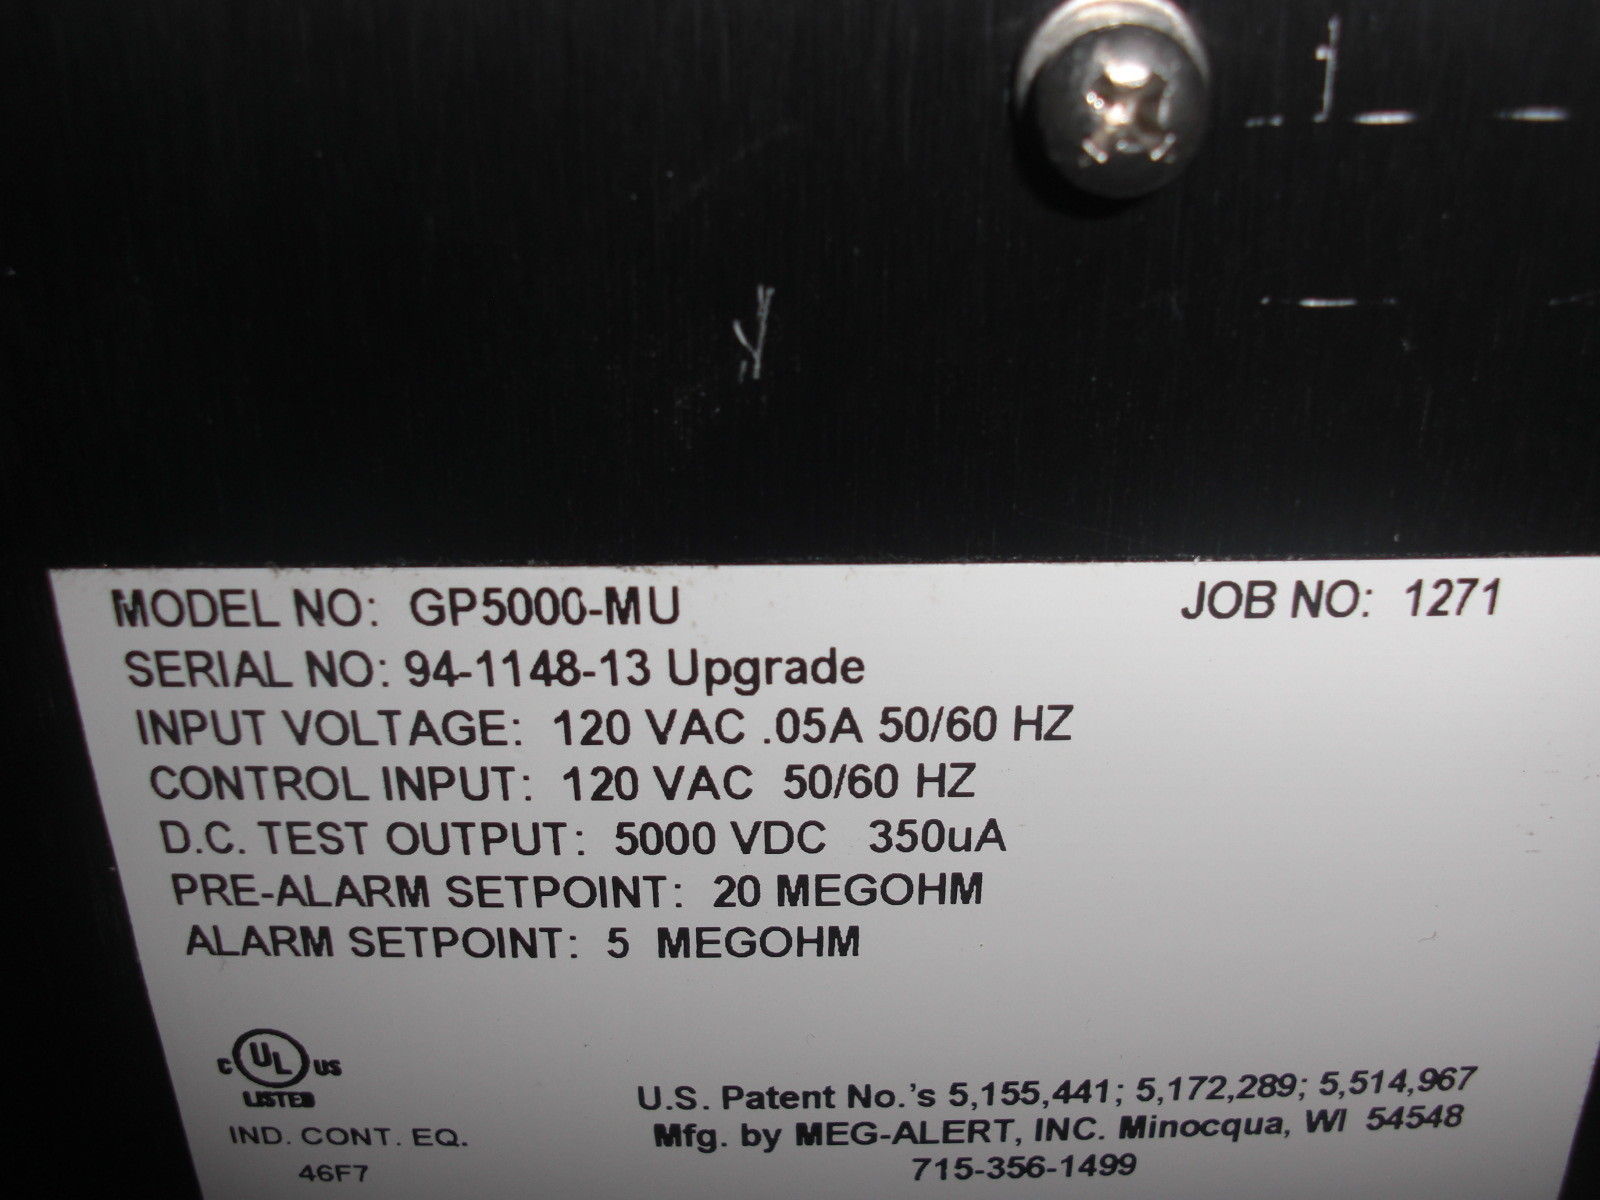 MODEL NO: GP5000-MU JOB NO: 1271
SERIAL NO: 94-1148-13 Upgrade
INPUT VOLTAGE: 120 VAC .05A 50/60 HZ
CONTROL INPUT: 120 VAC 50/60 HZ
D.C. TEST OUTPUT: 5000 VDC 350uA
PRE-ALARM SETPOINT: 20 MEGOHM
ALARM SETPOINT: 5 MEGOHM
C UL US
LISTED
IND. CONT. EQ.
46F7
U.S. Patent No.'s 5,155,441; 5,172,289; 5,514,967
Mfg. by MEG-ALERT, INC. Minocqua, WI 54548
715-356-1499